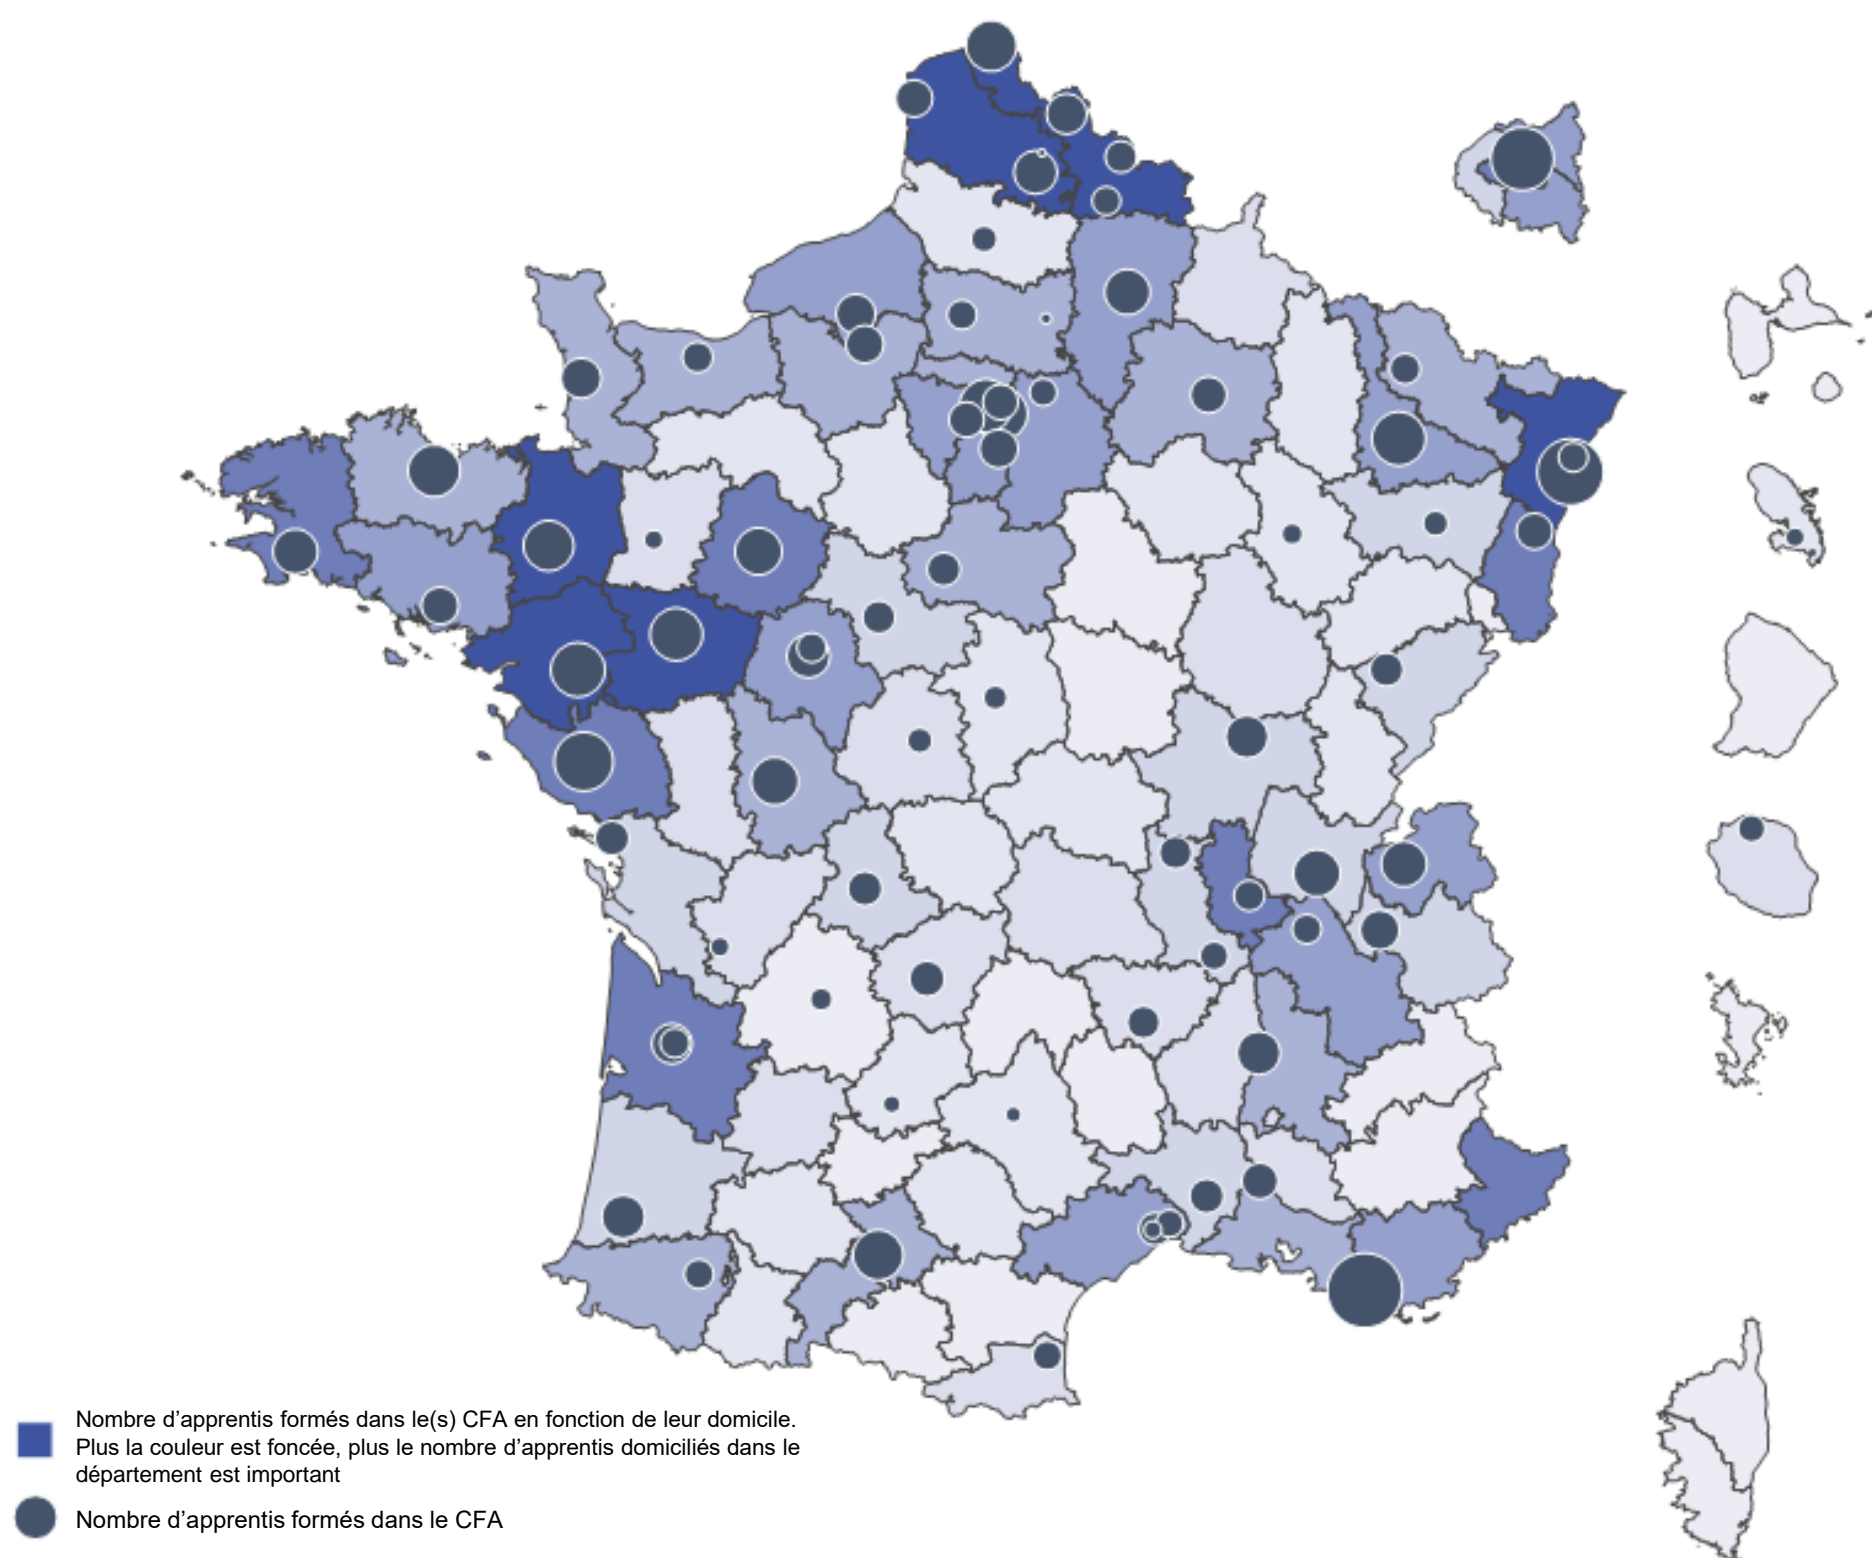 Nombre d’apprentis formés dans le(s) CFA en fonction de leur domicile.
Plus la couleur est foncée, plus le nombre d’apprentis domiciliés dans le
département est important
Nombre d’apprentis formés dans le CFA